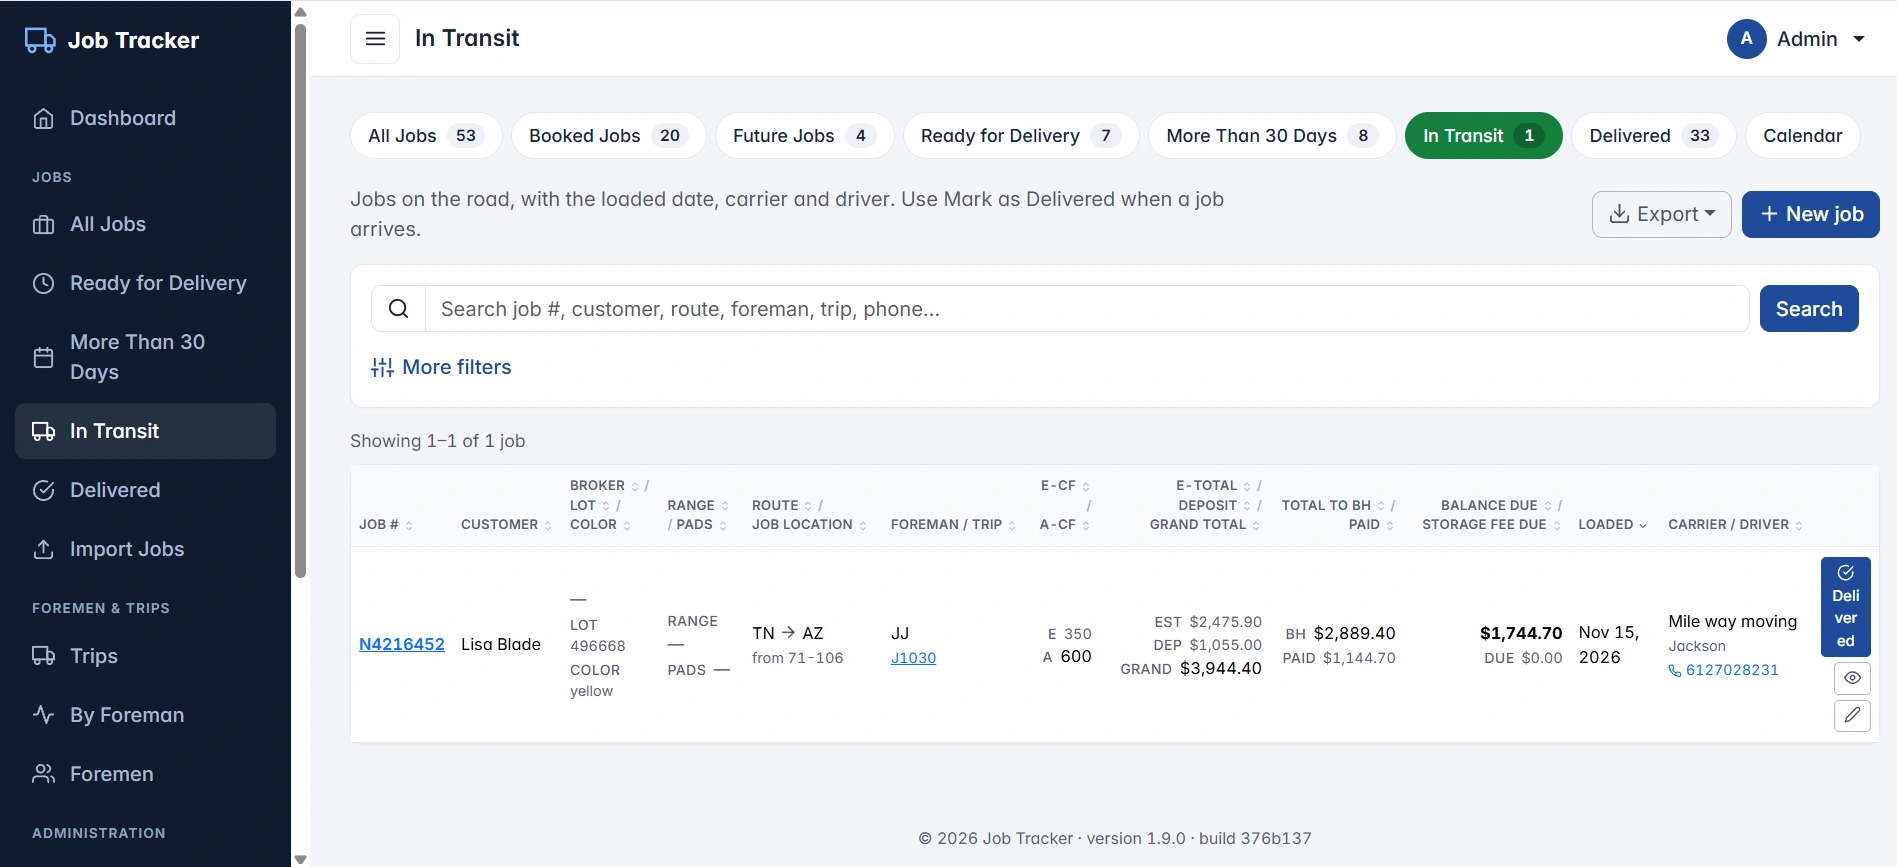 Job Tracker
Dashboard
JOBS
All Jobs
Ready for Delivery
More Than 30
Days
In Transit
Delivered
Import Jobs
FOREMEN & TRIPS
Trips
By Foreman
Foremen
ADMINISTRATION
In Transit
A Admin
All Jobs 53 Booked Jobs 20 Future Jobs 4 Ready for Delivery 7 More Than 30 Days 8 In Transit 1 Delivered 33 Calendar
Jobs on the road, with the loaded date, carrier and driver. Use Mark as Delivered when a job
arrives.
Export
+ New job
Search job #, customer, route, foreman, trip, phone...
Search
More filters
Showing 1–1 of 1 job
JOB #
CUSTOMER
BROKER /
LOT /
COLOR
RANGE
/ PADS
ROUTE /
JOB LOCATION
FOREMAN / TRIP
E-CF
/
A-CF
E-TOTAL /
DEPOSIT /
GRAND TOTAL
TOTAL TO BH /
PAID
BALANCE DUE /
STORAGE FEE DUE
LOADED
CARRIER / DRIVER
N4216452
Lisa Blade
—
LOT
496668
COLOR
yellow
RANGE
—
PADS —
TN → AZ
from 71-106
JJ
J1030
E 350
A 600
EST $2,475.90
DEP $1,055.00
GRAND $3,944.40
BH $2,889.40
PAID $1,144.70
$1,744.70
DUE $0.00
Nov 15,
2026
Mile way moving
Jackson
6127028231
Deli
ver
ed
© 2026 Job Tracker · version 1.9.0 · build 376b137